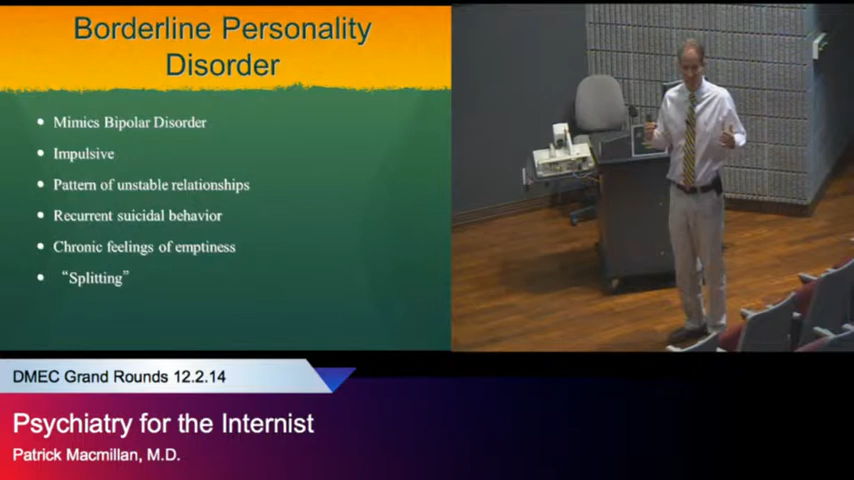 Borderline Personality
Disorder
• Mimics Bipolar Disorder
• Impulsive
• Pattern of unstable relationships
• Recurrent suicidal behavior
• Chronic feelings of emptiness
• “Splitting”
DMEC Grand Rounds 12.2.14
Psychiatry for the Internist
Patrick Macmillan, M.D.